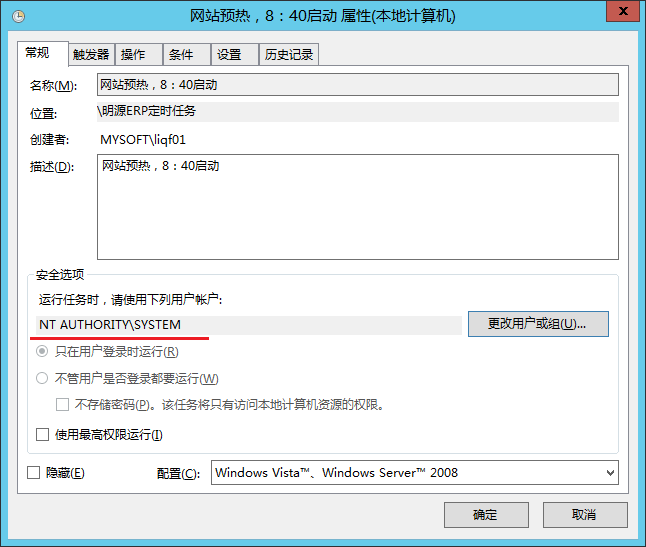 网站预热，8：40启动 属性(本地计算机)
常规 触发器 操作 条件 设置 历史记录
名称(M): 网站预热，8：40启动
位置: \明源ERP定时任务
创建者: MYSOFT\liqf01
描述(D): 网站预热，8：40启动
安全选项
运行任务时，请使用下列用户帐户:
NT AUTHORITY\SYSTEM 更改用户或组(U)...
只在用户登录时运行(R)
不管用户是否登录都要运行(W)
不存储密码(P)。该任务将只有访问本地计算机资源的权限。
使用最高权限运行(I)
隐藏(E) 配置(C): Windows Vista™、Windows Server™ 2008
确定 取消